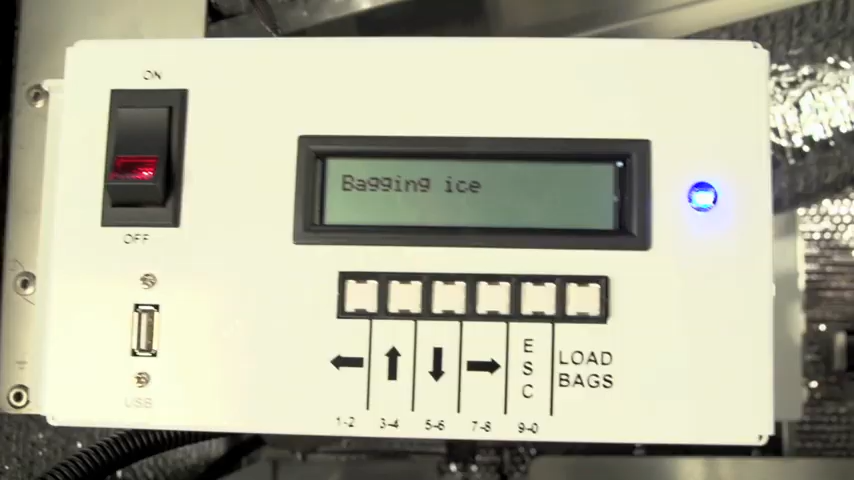 ON
Bagging ice
OFF
USB
ESC
LOAD
BAGS
1-2 3-4 5-6 7-8 9-0